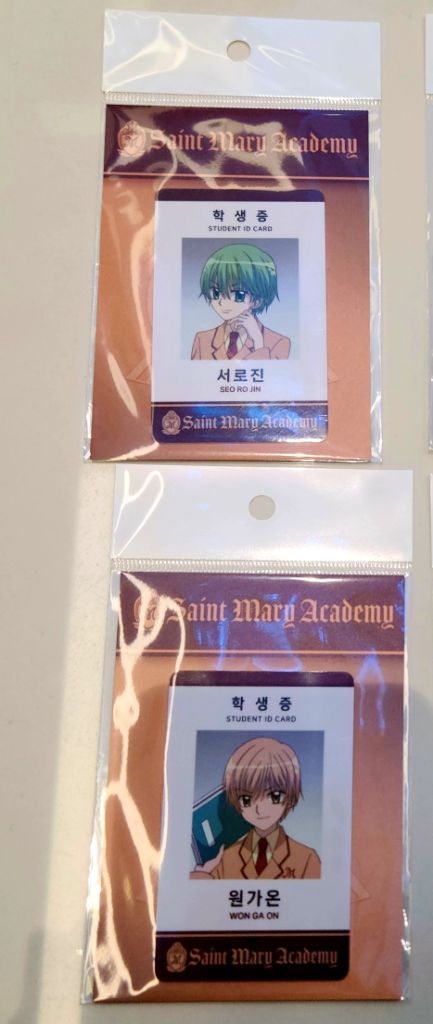 Saint Mary Academy
학생증
STUDENT ID CARD
서로진
SEO RO JIN
Saint Mary Academy
Saint Mary Academy
학생증
STUDENT ID CARD
원가온
WON GA ON
Saint Mary Academy